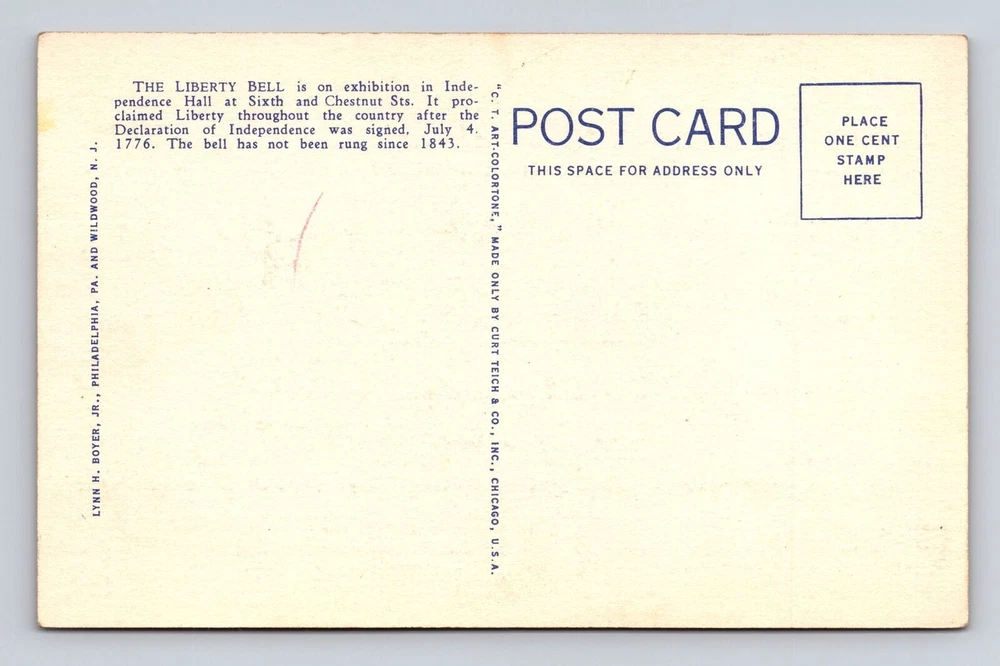 THE LIBERTY BELL is on exhibition in Inde-
pendence Hall at Sixth and Chestnut Sts. It pro-
claimed Liberty throughout the country after the
Declaration of Independence was signed, July 4.
1776. The bell has not been rung since 1843.
LYNN H. BOYER, JR., PHILADELPHIA, PA. AND WILDWOOD, N. J.
"C. T. ART-COLORTONE," MADE ONLY BY CURT TEICH & CO., INC., CHICAGO, U.S.A.
POST CARD
THIS SPACE FOR ADDRESS ONLY
PLACE
ONE CENT
STAMP
HERE